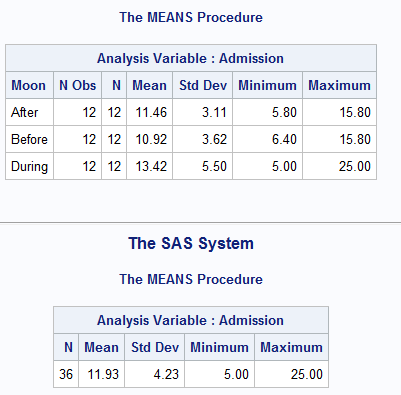 The MEANS Procedure
Analysis Variable : Admission
Moon N Obs N Mean Std Dev Minimum Maximum
After 12 12 11.46 3.11 5.80 15.80
Before 12 12 10.92 3.62 6.40 15.80
During 12 12 13.42 5.50 5.00 25.00
The SAS System
The MEANS Procedure
Analysis Variable : Admission
N Mean Std Dev Minimum Maximum
36 11.93 4.23 5.00 25.00